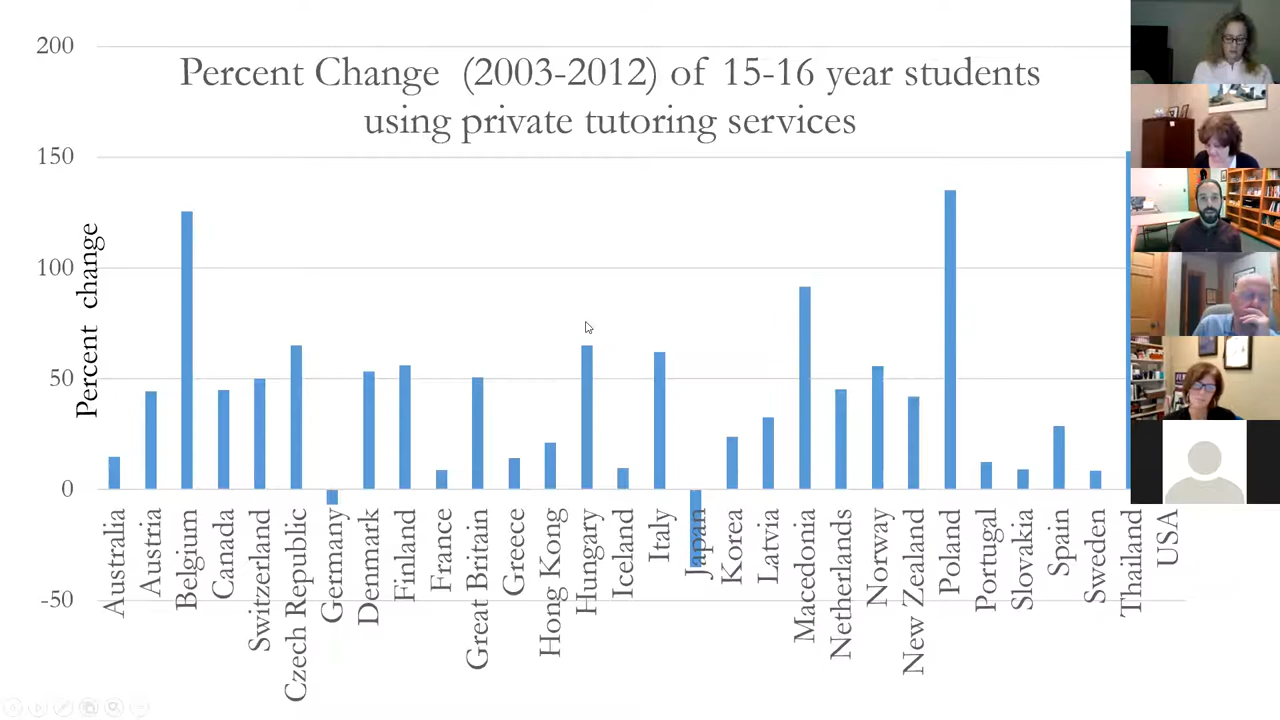 Percent Change (2003-2012) of 15-16 year students
using private tutoring services
200
150
100
50
0
-50
Percent change
Australia
Austria
Belgium
Canada
Switzerland
Czech Republic
Germany
Denmark
Finland
France
Great Britain
Greece
Hong Kong
Hungary
Iceland
Italy
Japan
Korea
Latvia
Macedonia
Netherlands
Norway
New Zealand
Poland
Portugal
Slovakia
Spain
Sweden
Thailand
USA